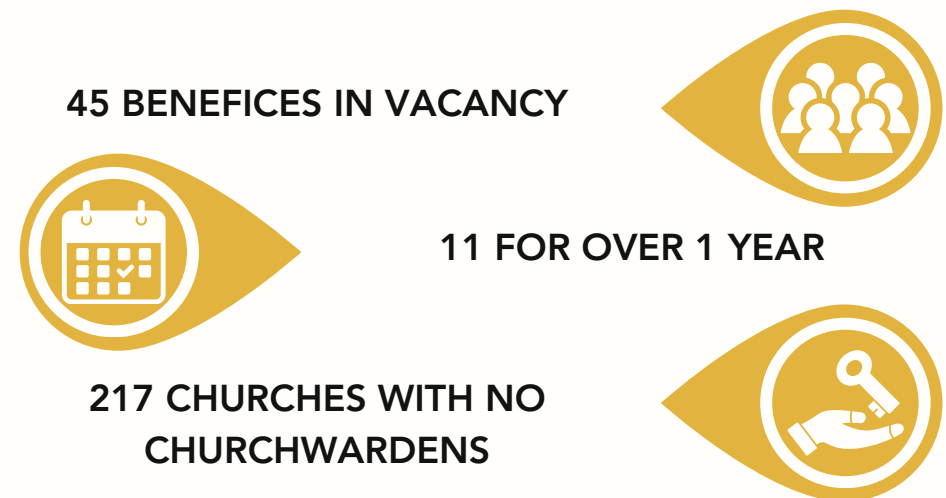 45 BENEFICES IN VACANCY
11 FOR OVER 1 YEAR
217 CHURCHES WITH NO
CHURCHWARDENS